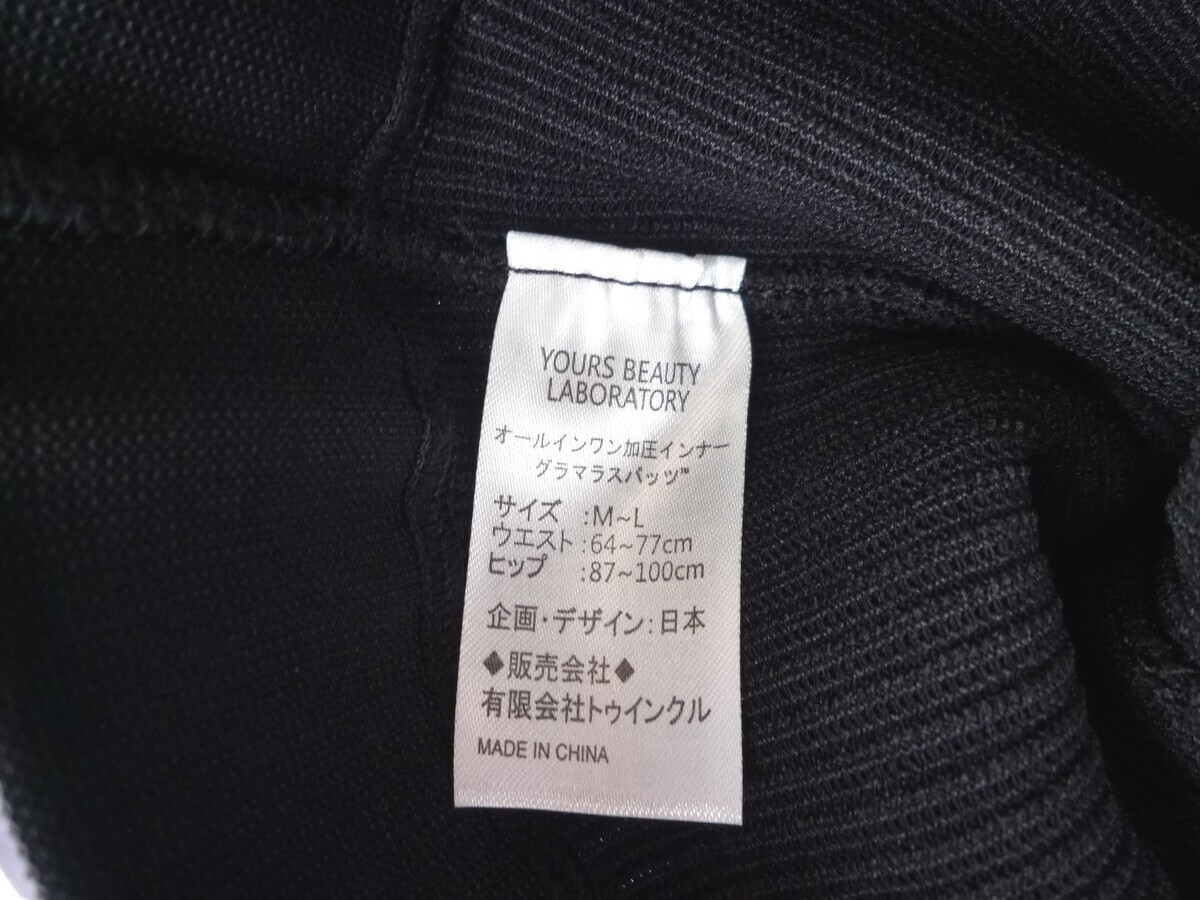 YOURS BEAUTY
LABORATORY
オールインワン加圧インナー
グラマラスパッツ™
サイズ :M~L
ウエスト:64~77cm
ヒップ :87~100cm
企画・デザイン:日本
◆販売会社◆
有限会社トゥインクル
MADE IN CHINA